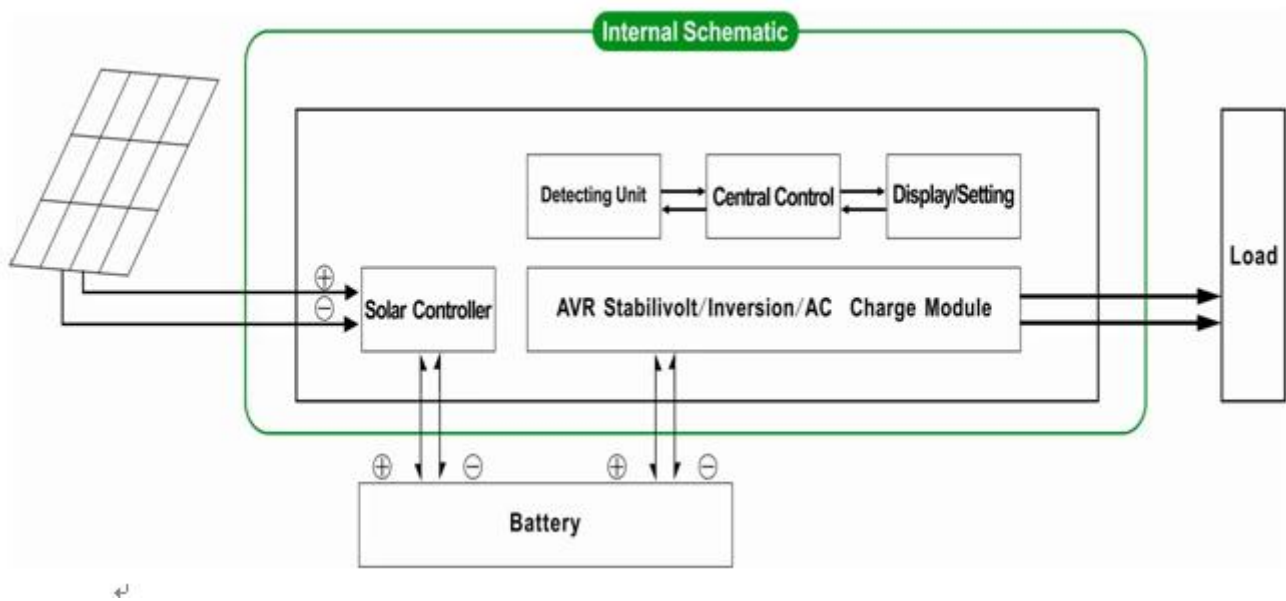 Internal Schematic
Detecting Unit
Central Control
Display/Setting
Load
⊕
⊖
Solar Controller
AVR Stabilivolt/Inversion/AC Charge Module
⊕ ⊖ ⊕ ⊖
Battery
↵